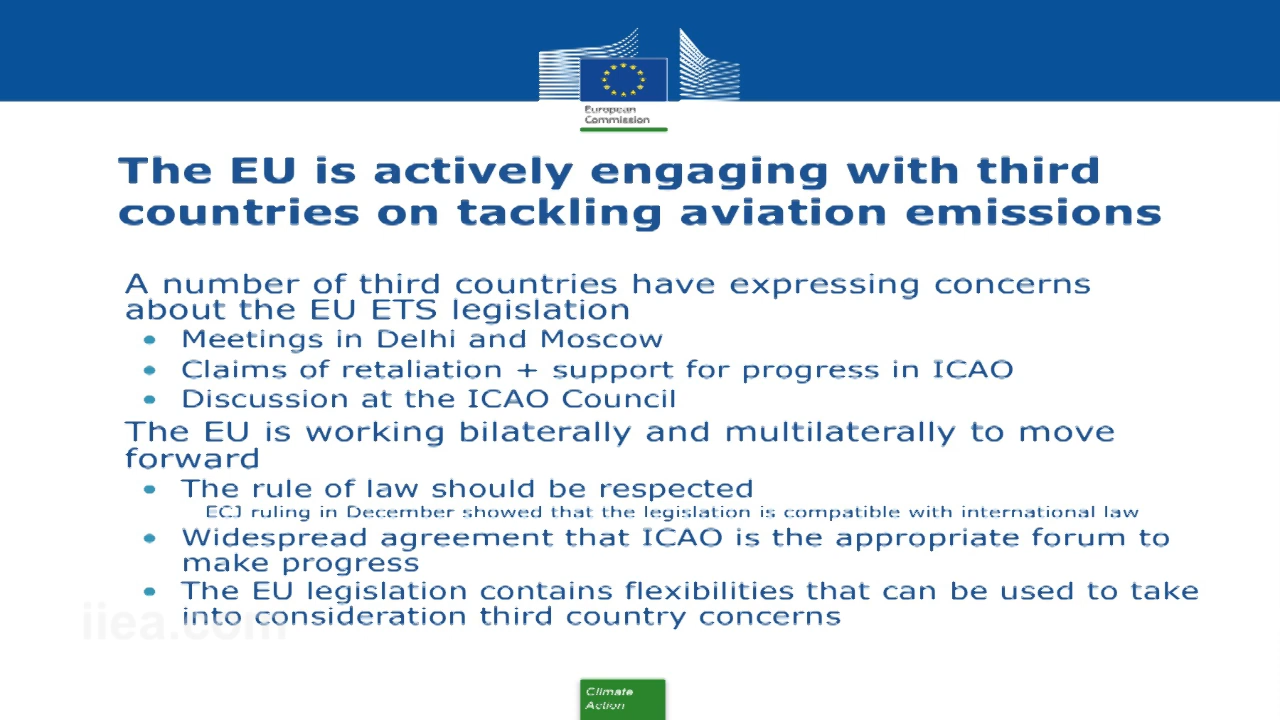 European
Commission
The EU is actively engaging with third
countries on tackling aviation emissions
A number of third countries have expressing concerns
about the EU ETS legislation
• Meetings in Delhi and Moscow
• Claims of retaliation + support for progress in ICAO
• Discussion at the ICAO Council
The EU is working bilaterally and multilaterally to move
forward
• The rule of law should be respected
ECJ ruling in December showed that the legislation is compatible with international law
• Widespread agreement that ICAO is the appropriate forum to
make progress
• The EU legislation contains flexibilities that can be used to take
into consideration third country concerns
iiea.com
Climate
Action